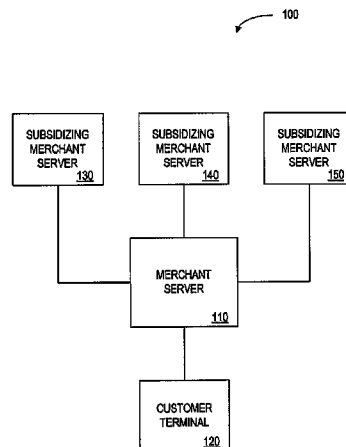 100
SUBSIDIZING
MERCHANT
SERVER
130
SUBSIDIZING
MERCHANT
SERVER
140
SUBSIDIZING
MERCHANT
SERVER
150
MERCHANT
SERVER
110
CUSTOMER
TERMINAL
120